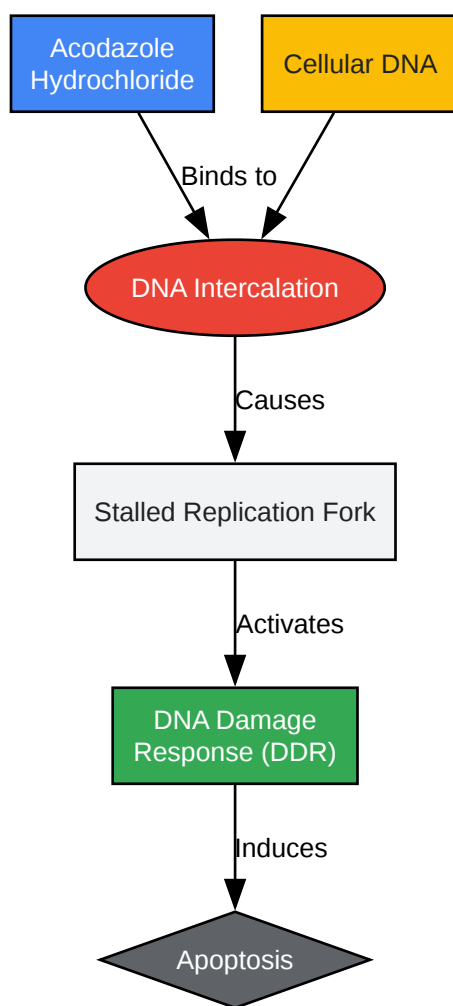 Acodazole
Hydrochloride
Cellular DNA
Binds to
DNA Intercalation
Causes
Stalled Replication Fork
Activates
DNA Damage
Response (DDR)
Induces
Apoptosis